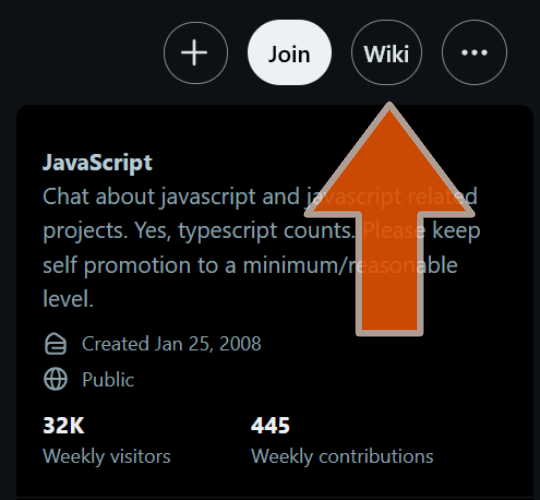 Join Wiki
JavaScript
Chat about javascript and javascript related
projects. Yes, typescript counts. Please keep
self promotion to a minimum/reasonable
level.
Created Jan 25, 2008
Public
32K 445
Weekly visitors Weekly contributions